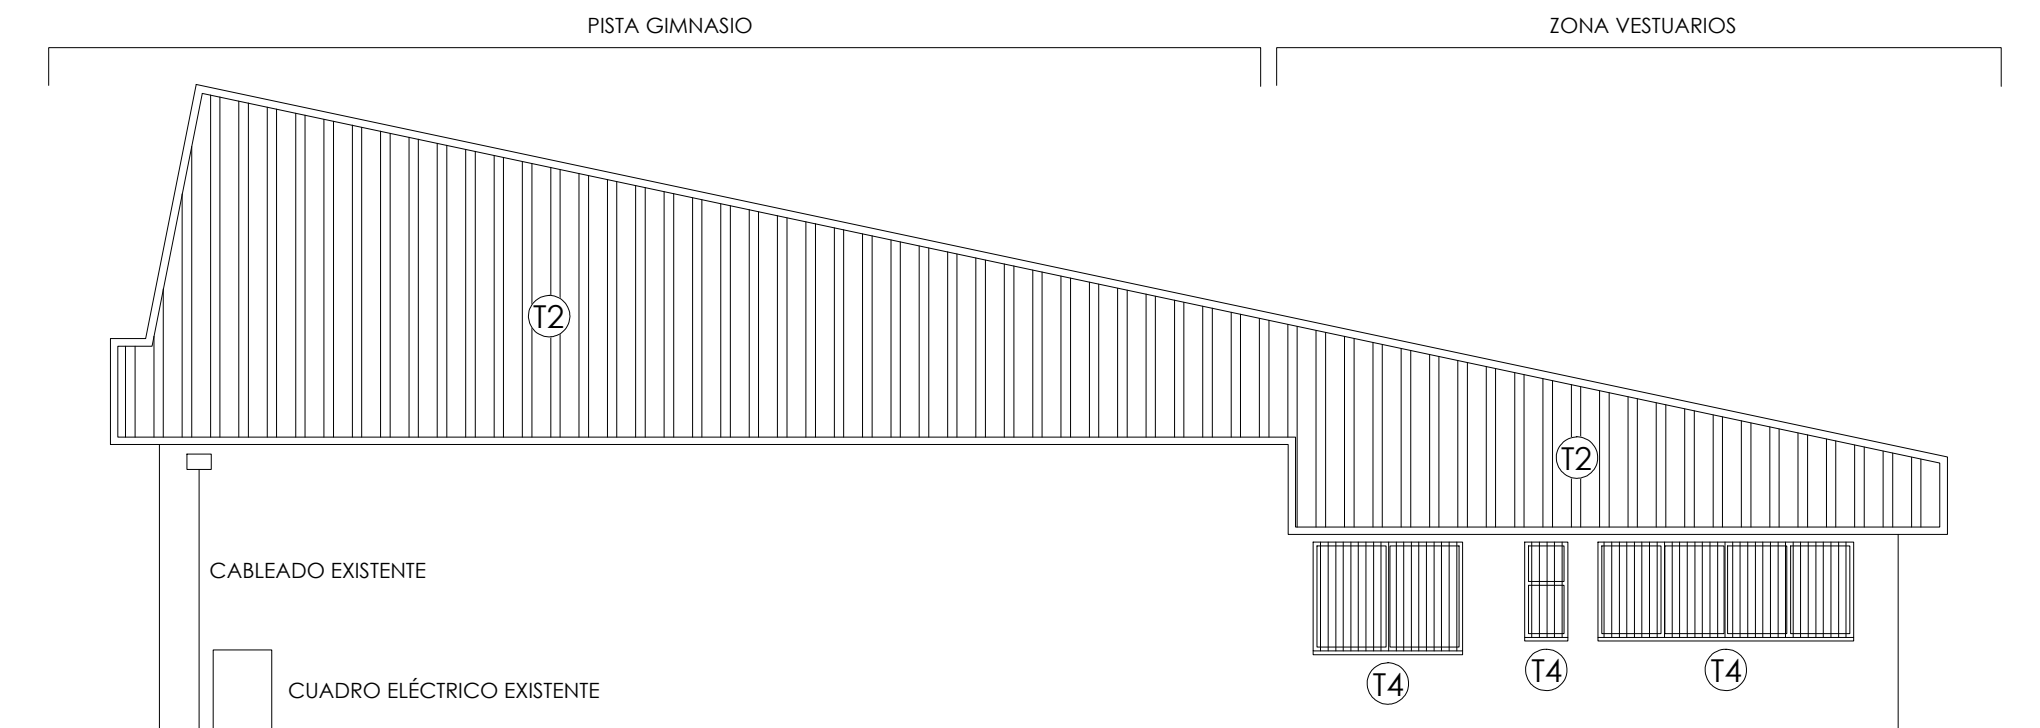 PISTA GIMNASIO
ZONA VESTUARIOS
T2
T2
CABLEADO EXISTENTE
T4
T4
T4
CUADRO ELÉCTRICO EXISTENTE